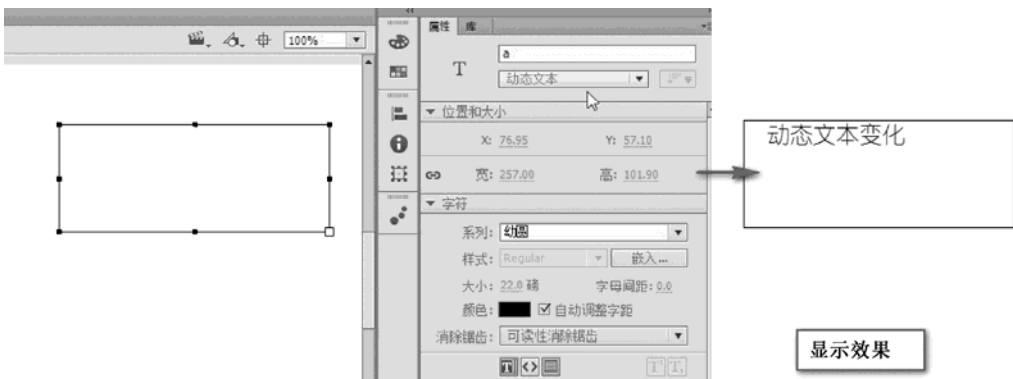 属性 库
100%
a
T
动态文本
位置和大小
X: 76.95 Y: 57.10
宽: 257.00 高: 101.90
字符
系列: 幼圆
样式: Regular 嵌入...
大小: 22.0 磅 字母间距: 0.0
颜色: 自动调整字距
消除锯齿: 可读性消除锯齿
动态文本变化
显示效果